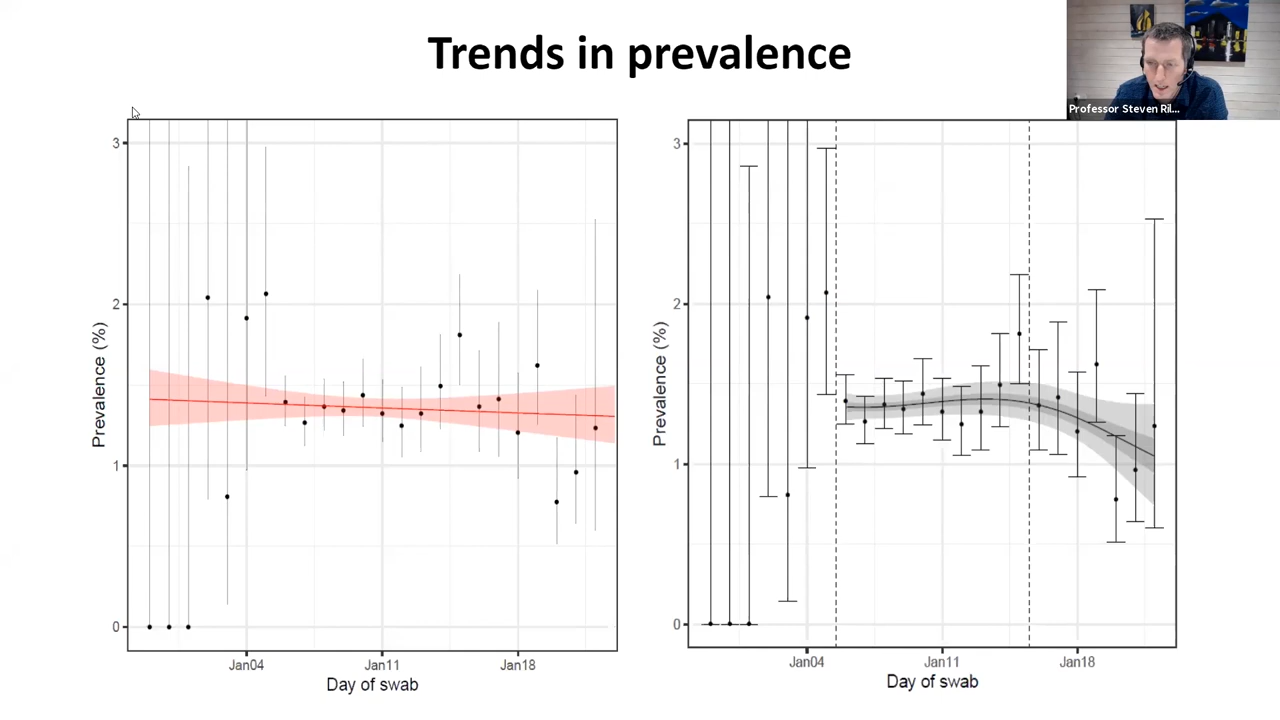 Trends in prevalence
Professor Steven Ril...
3
2
1
0
Prevalence (%)
Jan04
Jan11
Jan18
Day of swab
3
2
1
0
Prevalence (%)
Jan04
Jan11
Jan18
Day of swab